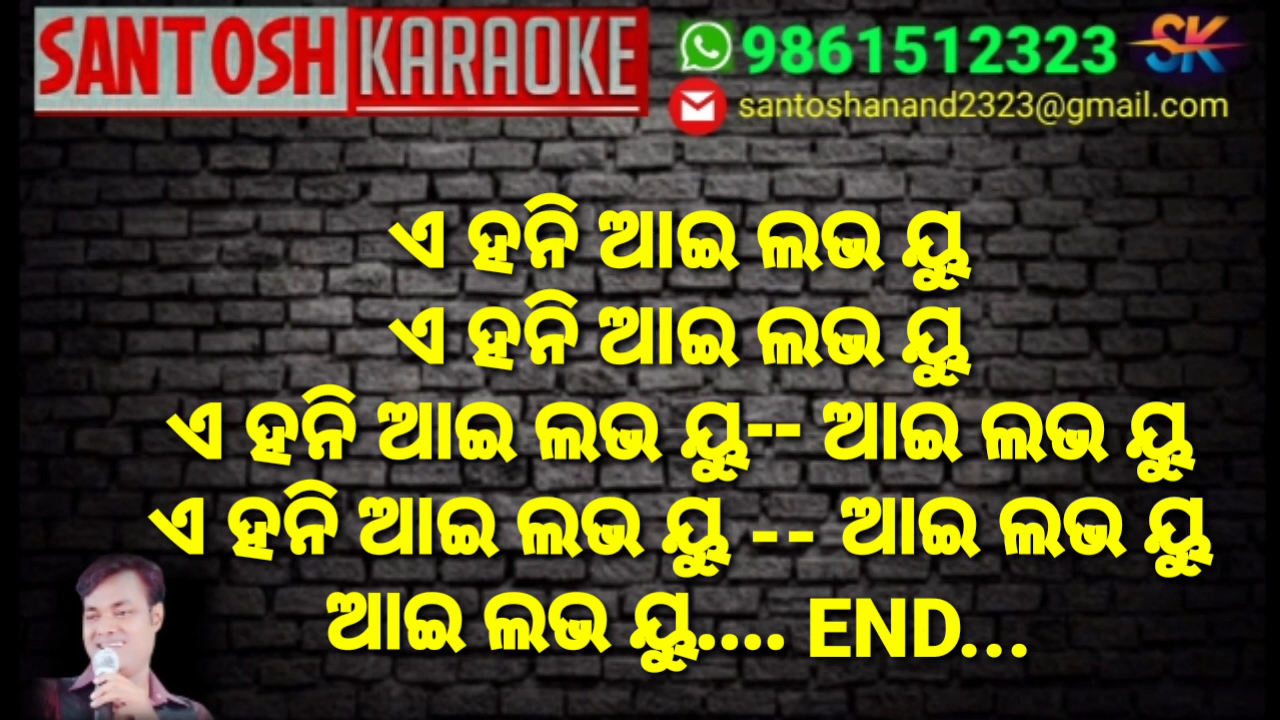 SANTOSH KARAOKE 9861512323 SK
santoshanand2323@gmail.com
ଏ ହନି ଆଇ ଲଭ ୟୁ
ଏ ହନି ଆଇ ଲଭ ୟୁ
ଏ ହନି ଆଇ ଲଭ ୟୁ-- ଆଇ ଲଭ ୟୁ
ଏ ହନି ଆଇ ଲଭ ୟୁ -- ଆଇ ଲଭ ୟୁ
ଆଇ ଲଭ ୟୁ.... END...